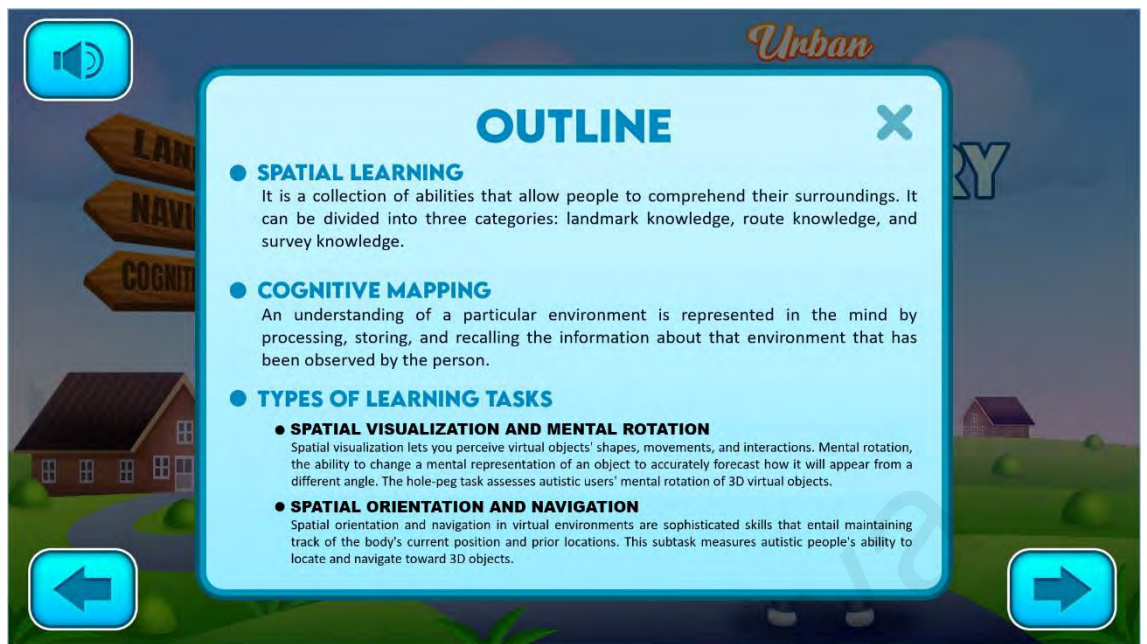 Urban
OUTLINE
RY
LAN
NAVI
COGNITI
SPATIAL LEARNING
It is a collection of abilities that allow people to comprehend their surroundings. It
can be divided into three categories: landmark knowledge, route knowledge, and
survey knowledge.
COGNITIVE MAPPING
An understanding of a particular environment is represented in the mind by
processing, storing, and recalling the information about that environment that has
been observed by the person.
TYPES OF LEARNING TASKS
SPATIAL VISUALIZATION AND MENTAL ROTATION
Spatial visualization lets you perceive virtual objects' shapes, movements, and interactions. Mental rotation,
the ability to change a mental representation of an object to accurately forecast how it will appear from a
different angle. The hole-peg task assesses autistic users' mental rotation of 3D virtual objects.
SPATIAL ORIENTATION AND NAVIGATION
Spatial orientation and navigation in virtual environments are sophisticated skills that entail maintaining
track of the body's current position and prior locations. This subtask measures autistic people's ability to
locate and navigate toward 3D objects.